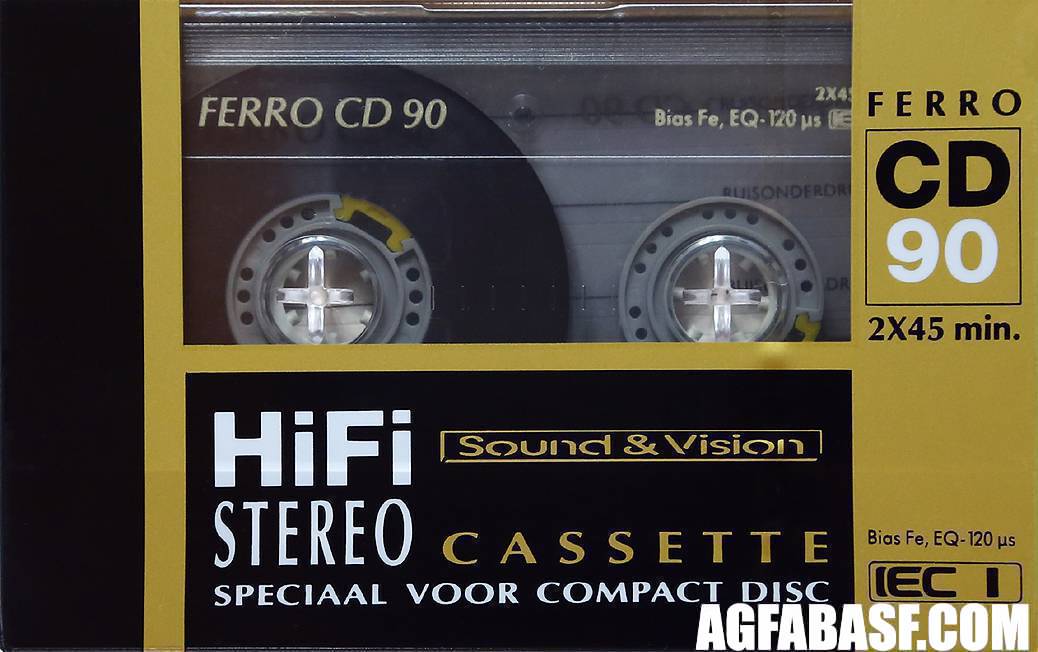 FERRO CD 90
2X45
Bias Fe, EQ-120 µs
RUISONDERDR
FERRO
CD
90
2X45 min.
HiFi
STEREO
Sound & Vision
CASSETTE
SPECIAAL VOOR COMPACT DISC
Bias Fe, EQ-120 µs
IEC I
AGFABASF.COM